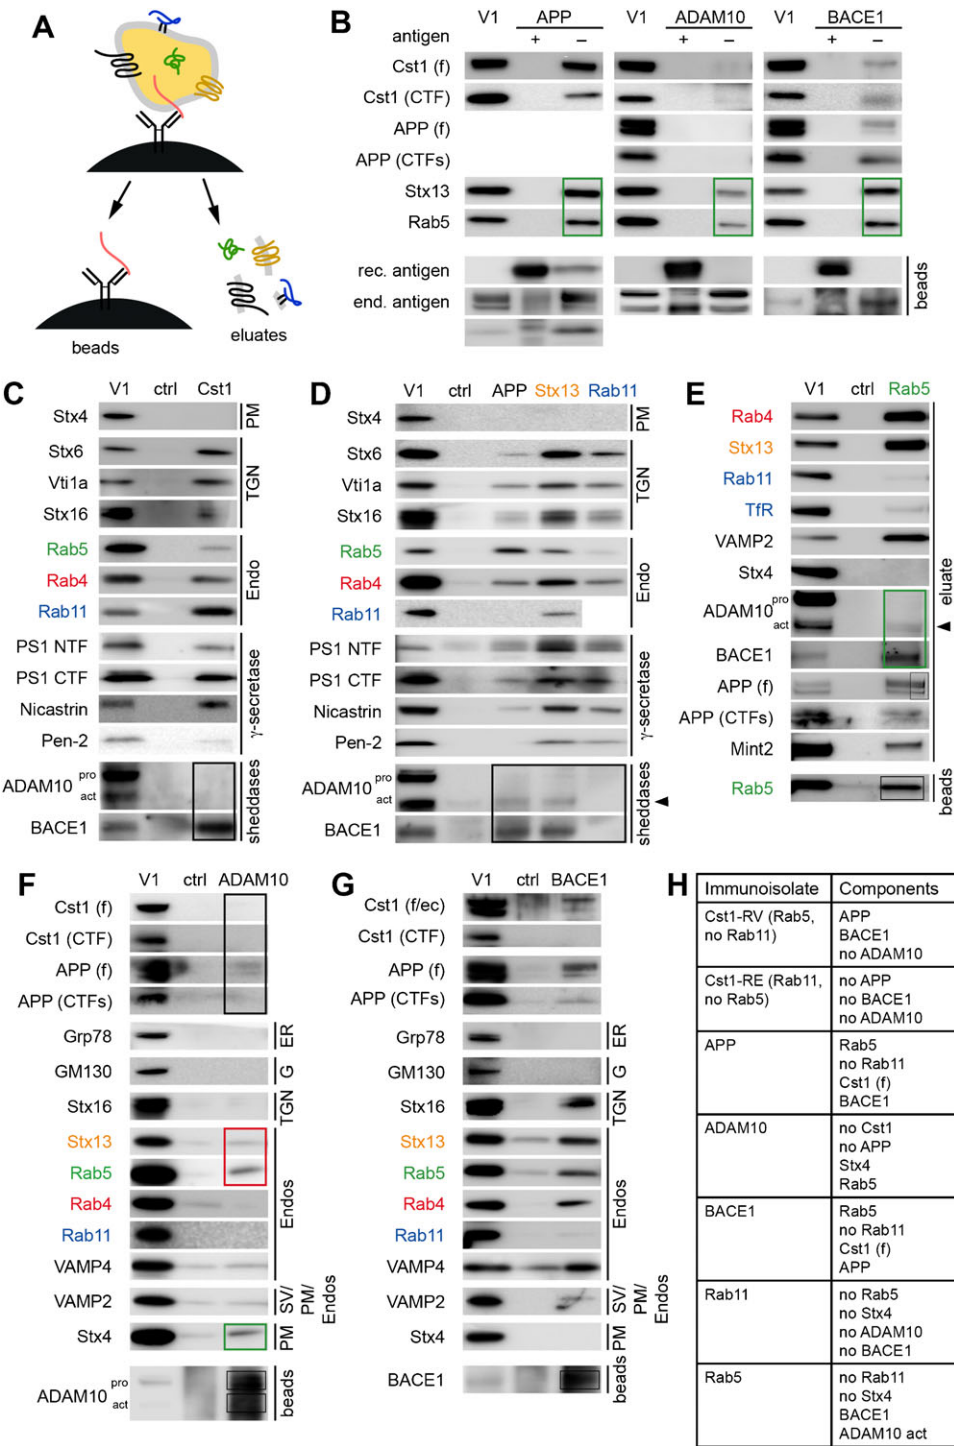 A
beads
eluates
B
V1 APP V1 ADAM10 V1 BACE1
antigen + – + – + –
Cst1 (f)
Cst1 (CTF)
APP (f)
APP (CTFs)
Stx13
Rab5
rec. antigen
end. antigen
beads
C
V1 ctrl Cst1
Stx4
PM
Stx6
Vti1a
Stx16
TGN
Rab5
Rab4
Rab11
Endo
PS1 NTF
PS1 CTF
Nicastrin
Pen-2
γ-secretase
ADAM10 pro
act
BACE1
sheddases
D
V1 ctrl APP Stx13 Rab11
Stx4
PM
Stx6
Vti1a
Stx16
TGN
Rab5
Rab4
Rab11
Endo
PS1 NTF
PS1 CTF
Nicastrin
Pen-2
γ-secretase
ADAM10 pro
act
BACE1
sheddases
E
V1 ctrl Rab5
Rab4
Stx13
Rab11
TfR
VAMP2
Stx4
ADAM10 pro
act
BACE1
APP (f)
APP (CTFs)
Mint2
eluate
Rab5
beads
F
V1 ctrl ADAM10
Cst1 (f)
Cst1 (CTF)
APP (f)
APP (CTFs)
Grp78
ER
GM130
G
Stx16
TGN
Stx13
Rab5
Rab4
Rab11
VAMP4
Endos
VAMP2
SV/
PM/
Endos
Stx4
PM
ADAM10 pro
act
beads
G
V1 ctrl BACE1
Cst1 (f/ec)
Cst1 (CTF)
APP (f)
APP (CTFs)
Grp78
ER
GM130
G
Stx16
TGN
Stx13
Rab5
Rab4
Rab11
VAMP4
Endos
VAMP2
SV/
PM/
Endos
Stx4
PM
BACE1
beads
H
Immunoisolate Components
Cst1-RV (Rab5, APP
no Rab11) BACE1
no ADAM10
Cst1-RE (Rab11, no APP
no Rab5) no BACE1
no ADAM10
APP Rab5
no Rab11
Cst1 (f)
BACE1
ADAM10 no Cst1
no APP
Stx4
Rab5
BACE1 Rab5
no Rab11
Cst1 (f)
APP
Rab11 no Rab5
no Stx4
no ADAM10
no BACE1
Rab5 no Rab11
no Stx4
BACE1
ADAM10 act